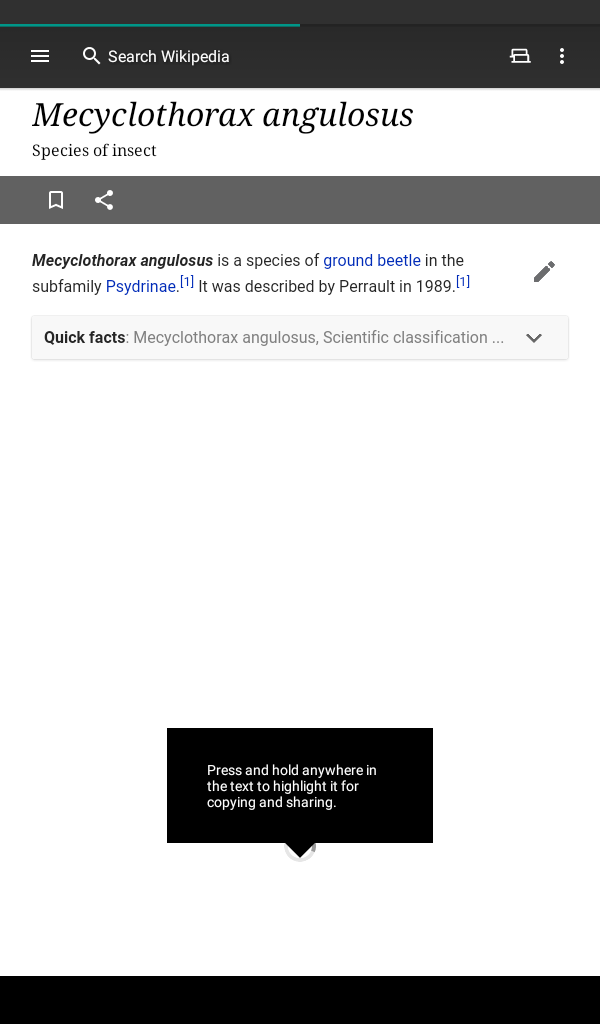 Search Wikipedia
Mecyclothorax angulosus
Species of insect
Mecyclothorax angulosus is a species of ground beetle in the
subfamily Psydrinae.[1] It was described by Perrault in 1989.[1]
Quick facts: Mecyclothorax angulosus, Scientific classification ...
Press and hold anywhere in
the text to highlight it for
copying and sharing.